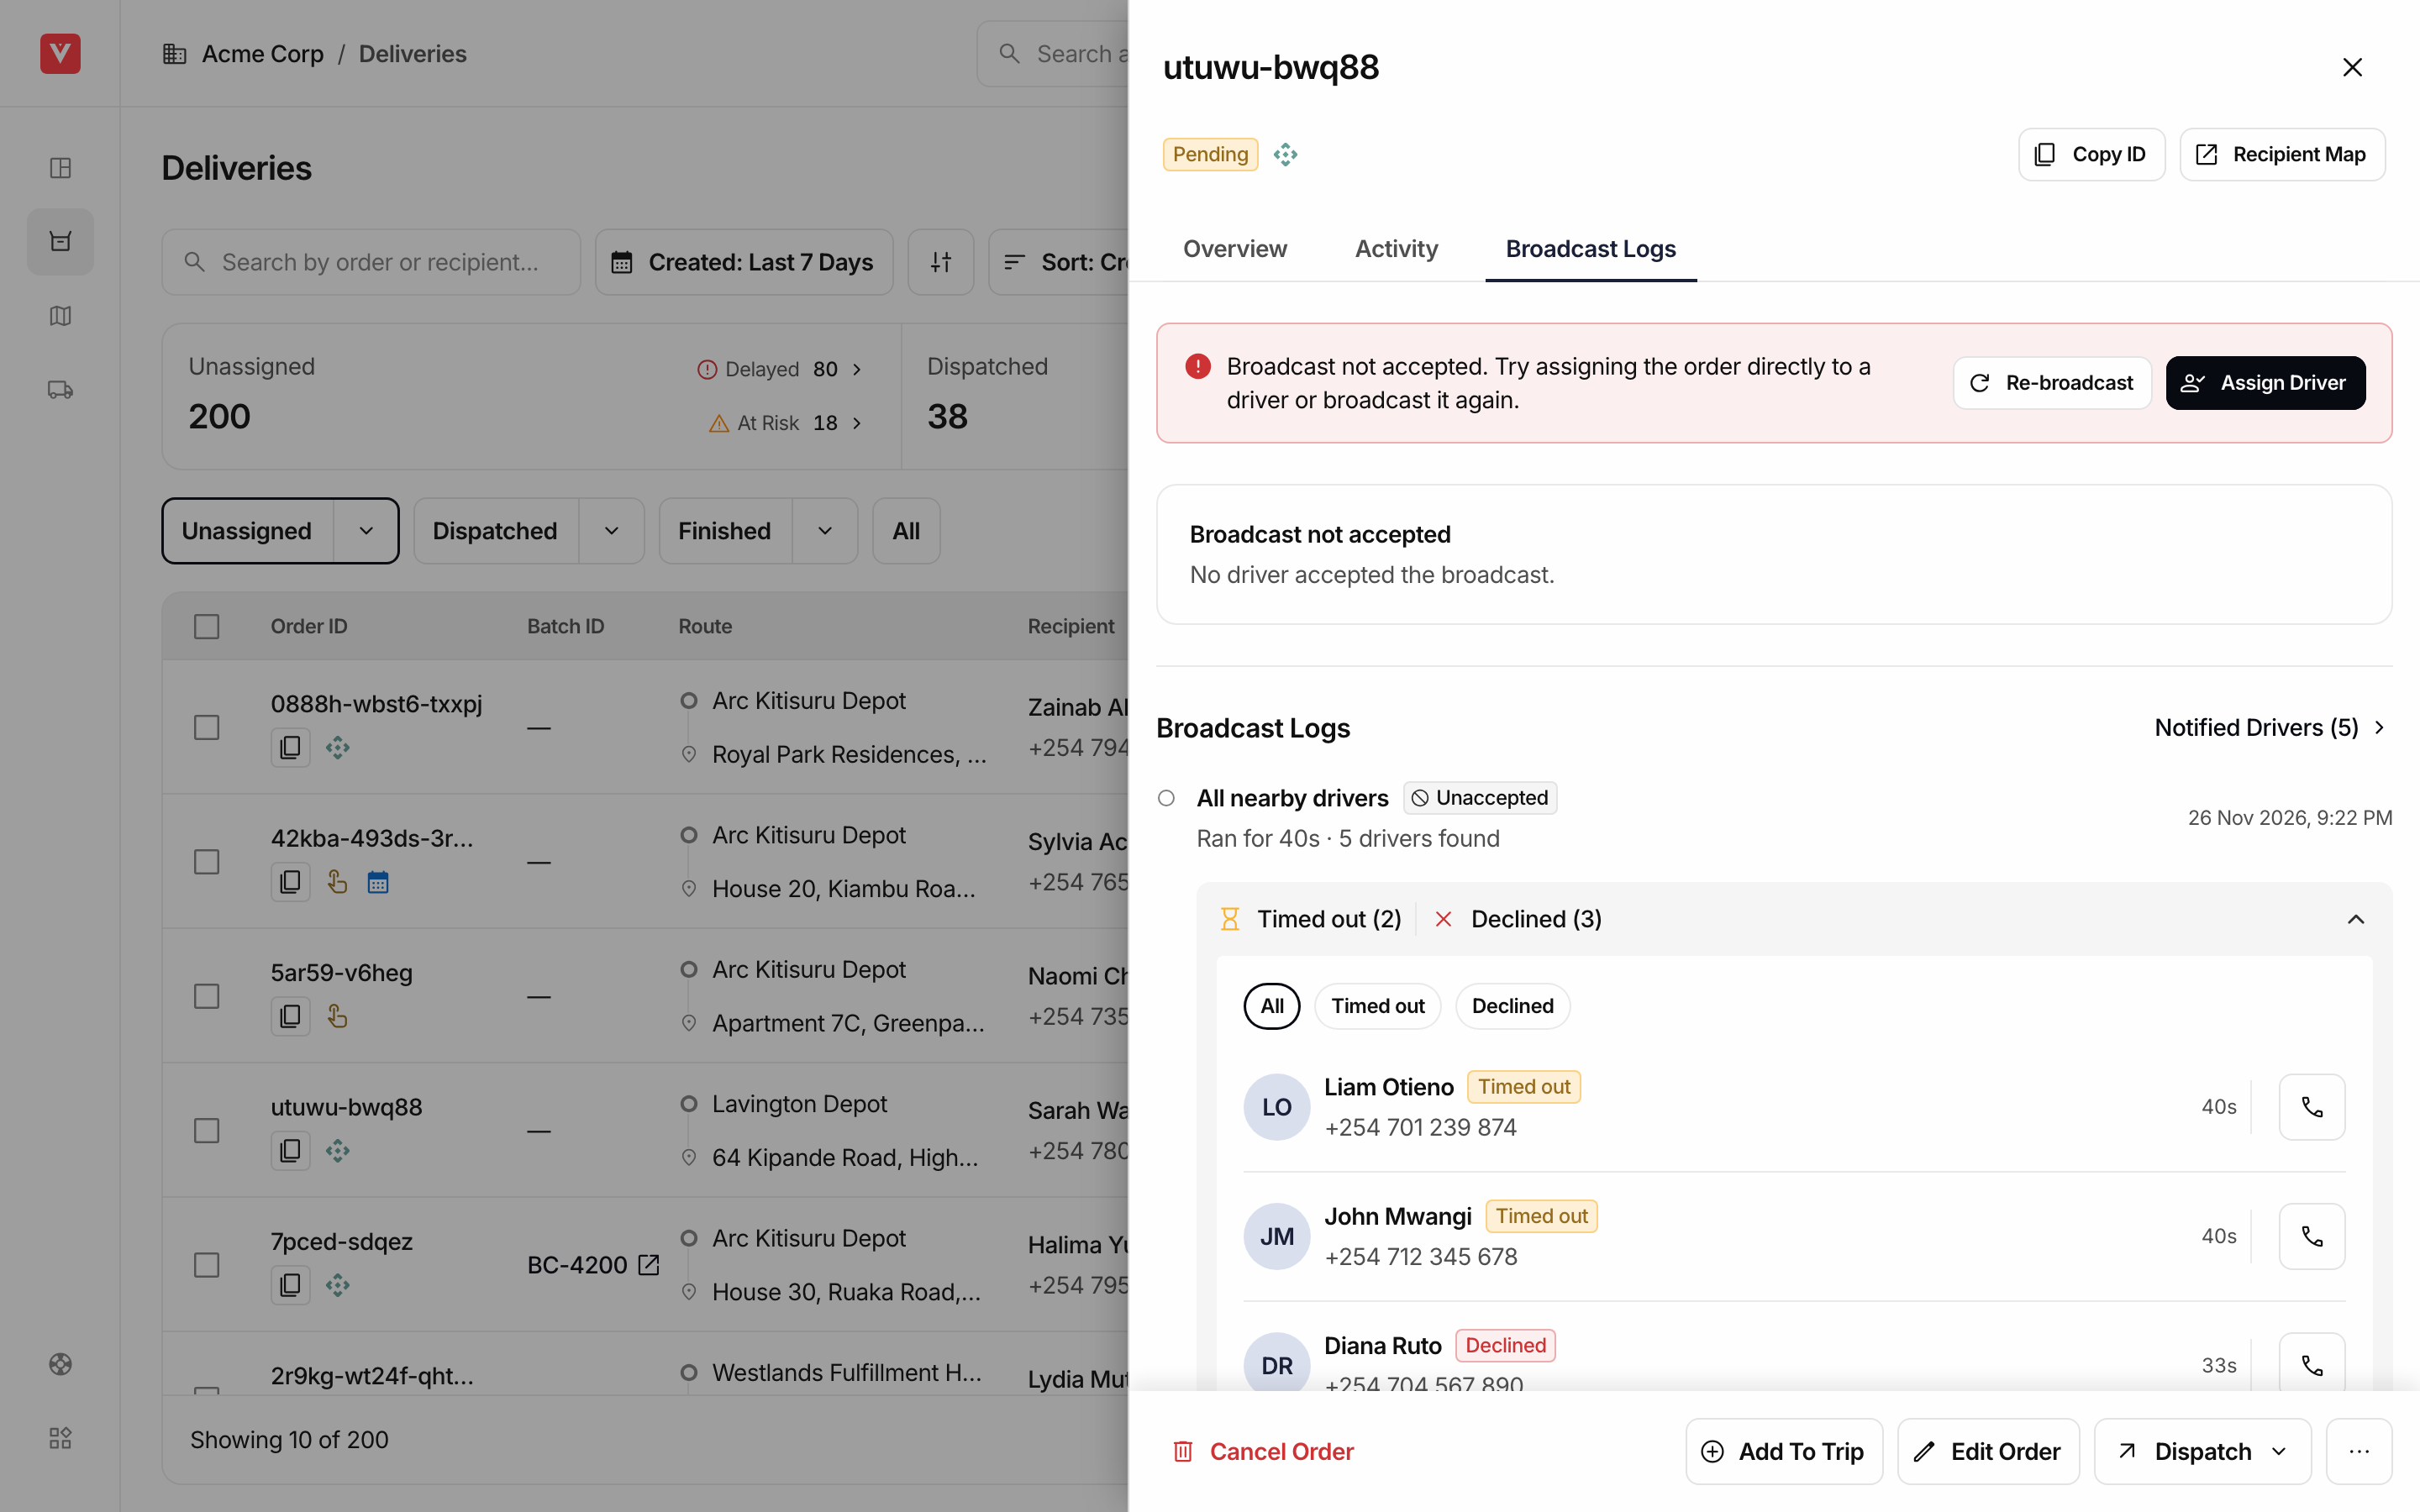 Acme Corp / Deliveries
Search a
Deliveries
Search by order or recipient...
Created: Last 7 Days
Sort: Cr
Unassigned
200
Delayed 80
At Risk 18
Dispatched
38
Unassigned
Dispatched
Finished
All
Order ID Batch ID Route Recipient
0888h-wbst6-txxpj
—
Arc Kitisuru Depot
Royal Park Residences, ...
Zainab Al
+254 794
42kba-493ds-3r...
—
Arc Kitisuru Depot
House 20, Kiambu Roa...
Sylvia Ac
+254 765
5ar59-v6heg
—
Arc Kitisuru Depot
Apartment 7C, Greenpa...
Naomi Ch
+254 735
utuwu-bwq88
—
Lavington Depot
64 Kipande Road, High...
Sarah Wa
+254 780
7pced-sdqez
BC-4200
Arc Kitisuru Depot
House 30, Ruaka Road,...
Halima Yu
+254 795
2r9kg-wt24f-qht...
Westlands Fulfillment H...
Lydia Mut
Showing 10 of 200
utuwu-bwq88
Pending
Copy ID
Recipient Map
Overview
Activity
Broadcast Logs
Broadcast not accepted. Try assigning the order directly to a
driver or broadcast it again.
Re-broadcast
Assign Driver
Broadcast not accepted
No driver accepted the broadcast.
Broadcast Logs
Notified Drivers (5)
All nearby drivers
Unaccepted
Ran for 40s · 5 drivers found
26 Nov 2026, 9:22 PM
Timed out (2)
Declined (3)
All
Timed out
Declined
LO
Liam Otieno
Timed out
+254 701 239 874
40s
JM
John Mwangi
Timed out
+254 712 345 678
40s
DR
Diana Ruto
Declined
+254 704 567 890
33s
Cancel Order
Add To Trip
Edit Order
Dispatch